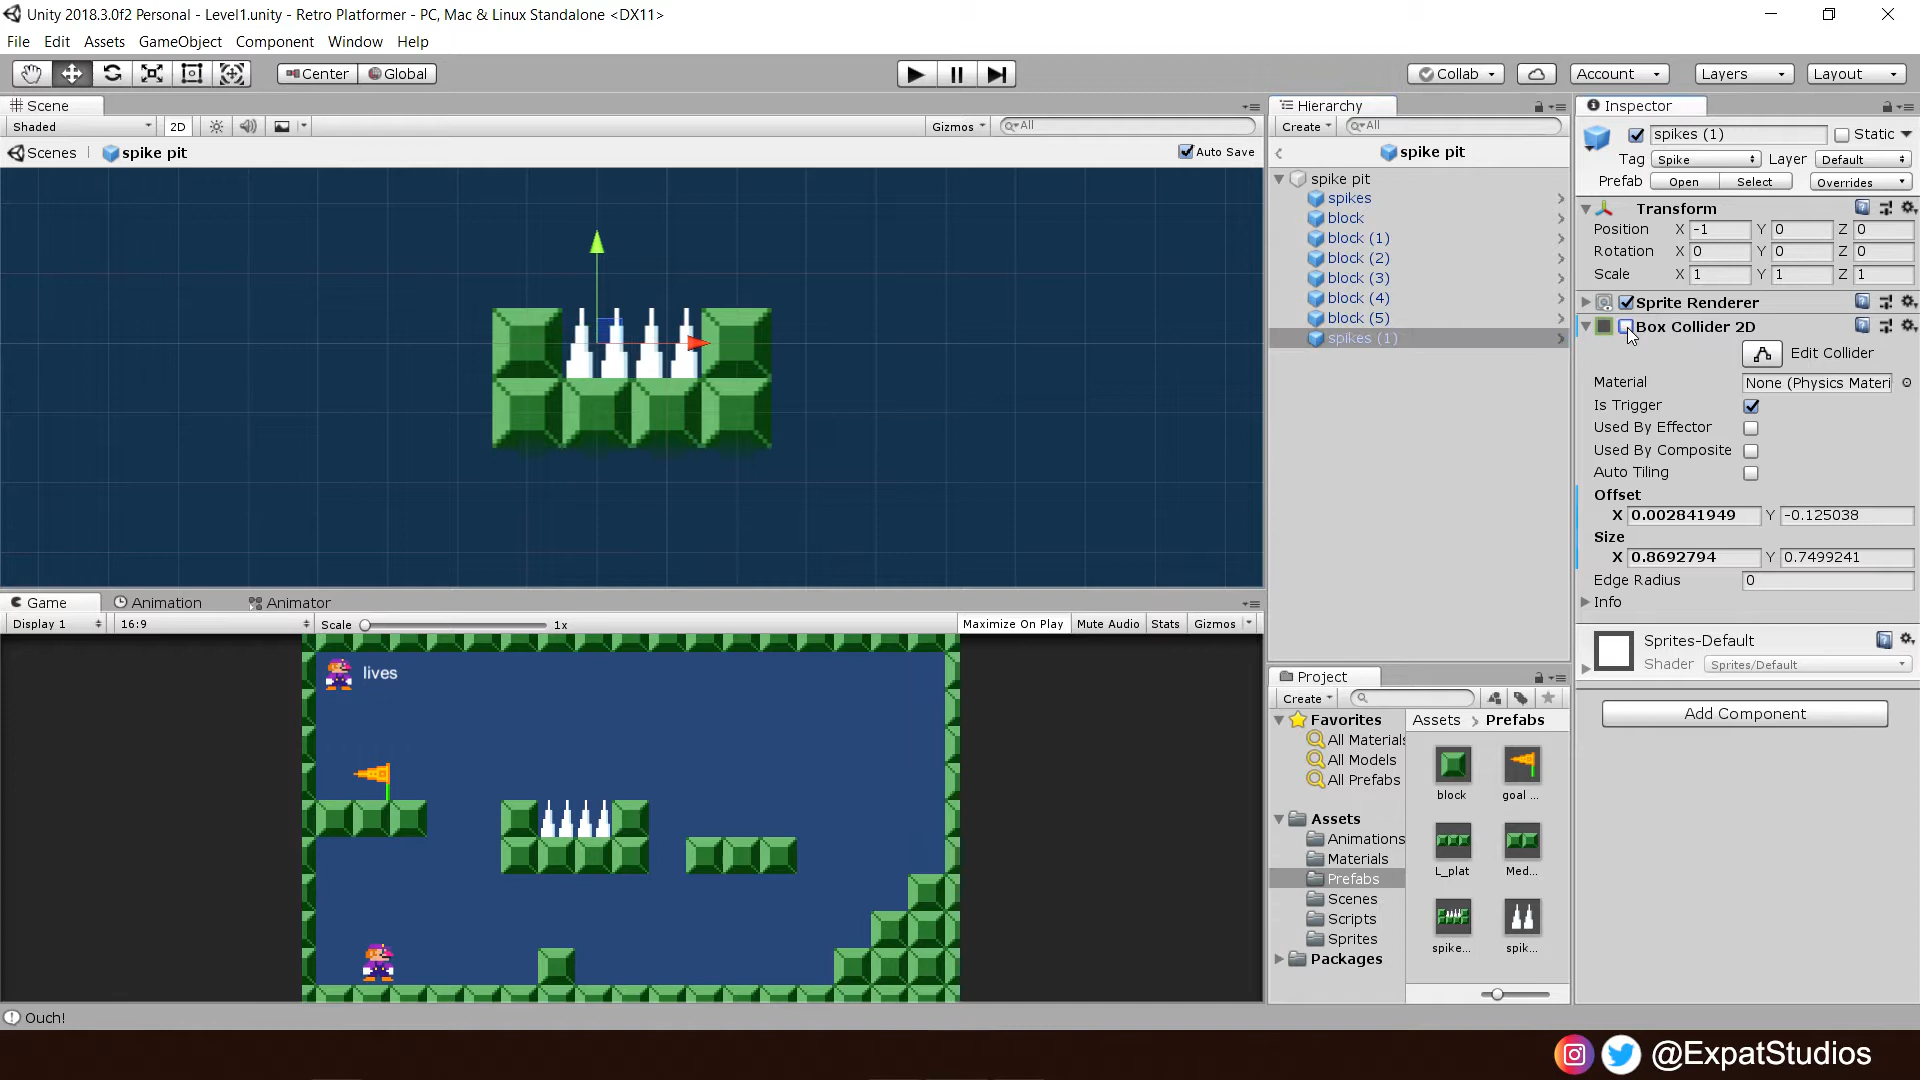 Unity 2018.3.0f2 Personal - Level1.unity - Retro Platformer - PC, Mac & Linux Standalone <DX11>
File Edit Assets GameObject Component Window Help
Center Global Collab Account Layers Layout
Scene
Shaded 2D Gizmos All
Scenes spike pit Auto Save
Hierarchy
Create All
spike pit
spike pit
spikes
block
block (1)
block (2)
block (3)
block (4)
block (5)
spikes (1)
Inspector
spikes (1) Static
Tag Spike Layer Default
Prefab Open Select Overrides
Transform
Position X -1 Y 0 Z 0
Rotation X 0 Y 0 Z 0
Scale X 1 Y 1 Z 1
Sprite Renderer
Box Collider 2D
Edit Collider
Material None (Physics Materi
Is Trigger
Used By Effector
Used By Composite
Auto Tiling
Offset
X 0.002841949 Y -0.125038
Size
X 0.8692794 Y 0.7499241
Edge Radius 0
Info
Sprites-Default
Shader Sprites/Default
Add Component
Game Animation Animator
Display 1 16:9 Scale 1x Maximize On Play Mute Audio Stats Gizmos
lives
Project
Create
Favorites
All Materials
All Models
All Prefabs
Assets
Animations
Materials
Prefabs
Scenes
Scripts
Sprites
Packages
Assets > Prefabs
block goal ...
L_plat Med...
spike... spik...
Ouch!
@ExpatStudios